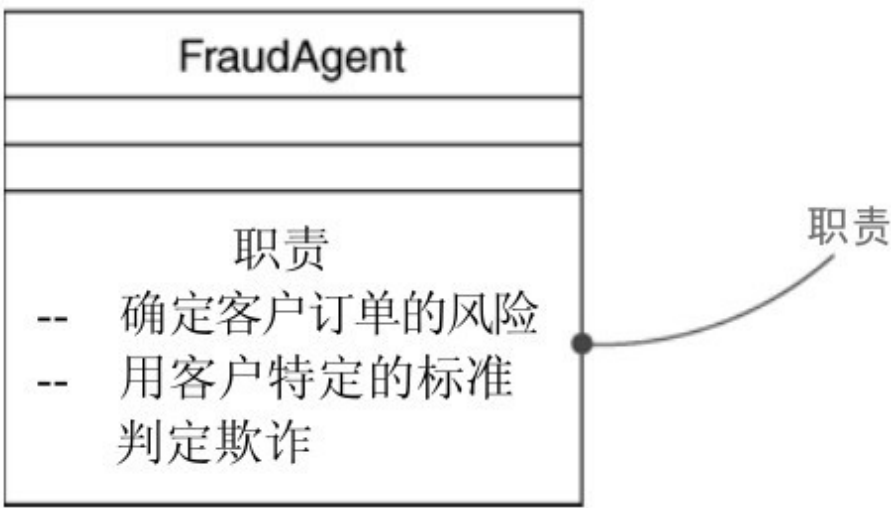 FraudAgent
职责
-- 确定客户订单的风险
-- 用客户特定的标准
判定欺诈
职责